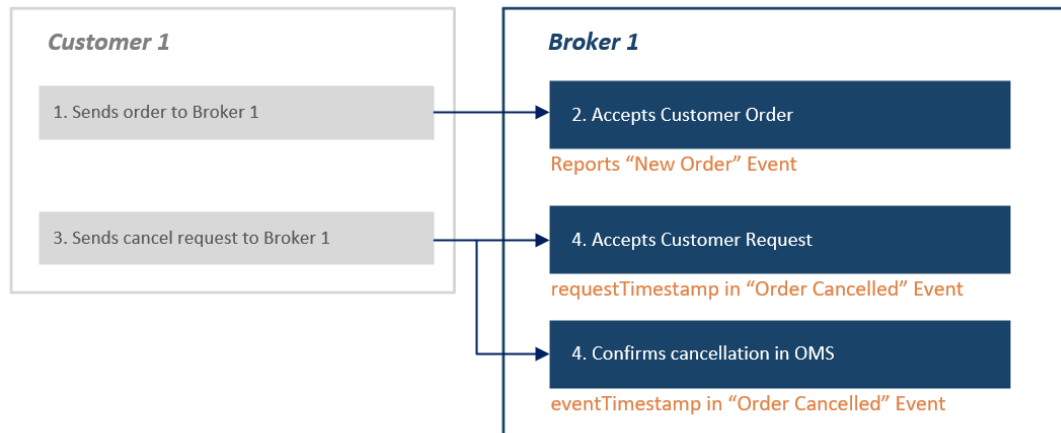 Customer 1
Broker 1
1. Sends order to Broker 1
2. Accepts Customer Order
Reports “New Order” Event
3. Sends cancel request to Broker 1
4. Accepts Customer Request
requestTimestamp in “Order Cancelled” Event
4. Confirms cancellation in OMS
eventTimestamp in “Order Cancelled” Event